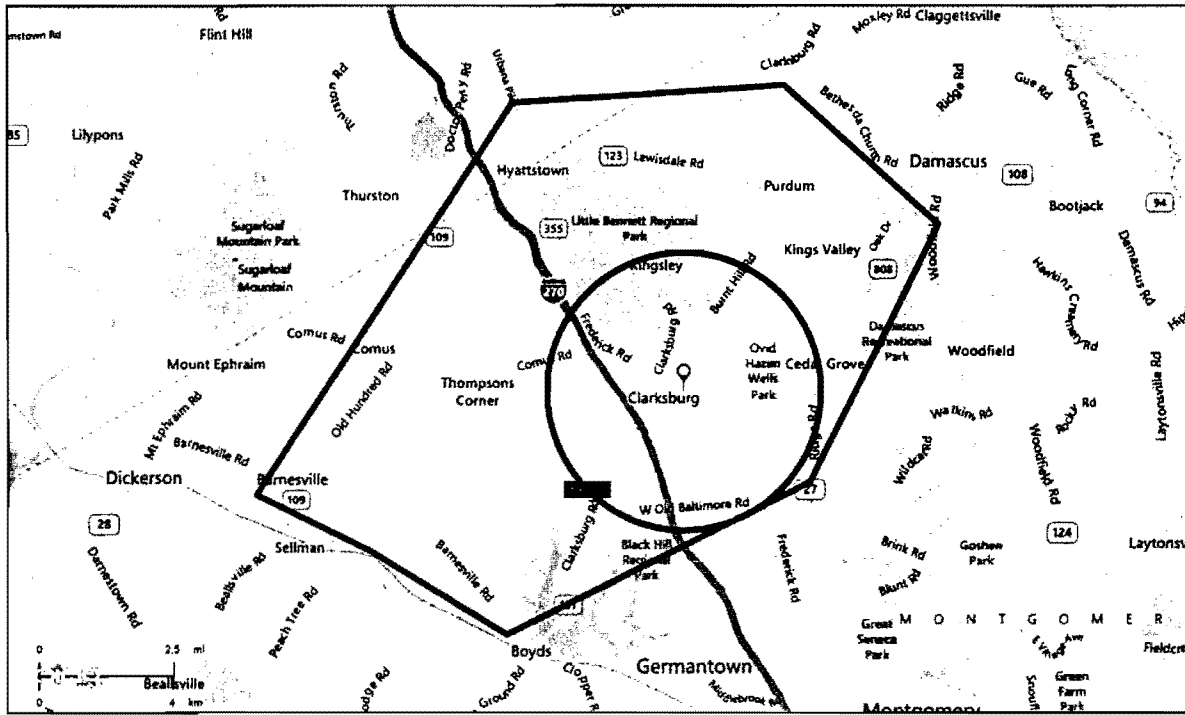 Flint Hill
Moxley Rd
Claggettsville
Clarksburg Rd
Ridge Rd
Gue Rd
Long Corner Rd
Thurston Rd
Bethesda Church Rd
Lilypons
Park Mills Rd
Hyattstown
123
Lewisdale Rd
Damascus
108
Thurston
Purdum
Bootjack
94
Sugarloaf
Mountain Park
109
355
Little Bennett Regional
Park
Oak Dr
Woodfield Rd
Kings Valley
808
Damascus Rd
Sugarloaf
Mountain
Kingsley
Burnt Hill Rd
Hawkins Creamery Rd
270
Frederick Rd
Clarksburg Rd
Comus Rd
Comus
Comus Rd
Damascus
Recreational
Park
Woodfield
Mount Ephraim
Ovid
Hazen
Wells
Park
Cedar Grove
Laytonsville Rd
Thompsons
Corner
Clarksburg
Old Hundred Rd
Mt Ephraim Rd
Watkins Rd
Rocky Rd
Barnesville Rd
Ridge Rd
Wildcat Rd
Woodfield Rd
Dickerson
Barnesville
109
27
W Old Baltimore Rd
28
Clarksburg Rd
124
Sellman
Barnesville Rd
Black Hill
Regional
Park
Frederick Rd
Brink Rd
Goshen
Park
Laytonsv
Darnestown Rd
Beallsville Rd
Peach Tree Rd
Blunt Rd
Great
Seneca
Park
MONTGOMER
Boyds
Germantown
Fieldcre
0 2.5 mi
Beallsville
0 4 km
Ground Rd
Clopper R
Middlebrook Rd
Green
Farm
Park
Montgomery